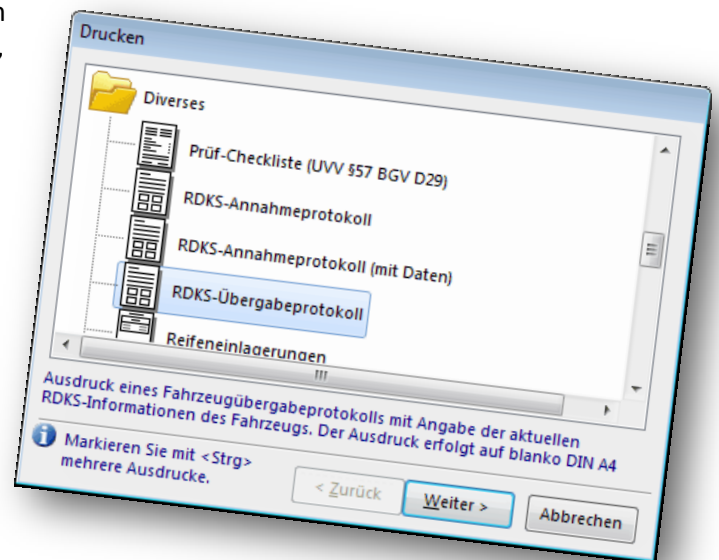 n
,
Drucken
Diverses
Prüf-Checkliste (UVV §57 BGV D29)
RDKS-Annahmeprotokoll
RDKS-Annahmeprotokoll (mit Daten)
RDKS-Übergabeprotokoll
Reifeneinlagerungen
Ausdruck eines Fahrzeugübergabeprotokolls mit Angabe der aktuellen
RDKS-Informationen des Fahrzeugs. Der Ausdruck erfolgt auf blanko DIN A4
Markieren Sie mit <Strg>
mehrere Ausdrucke.
< Zurück
Weiter >
Abbrechen